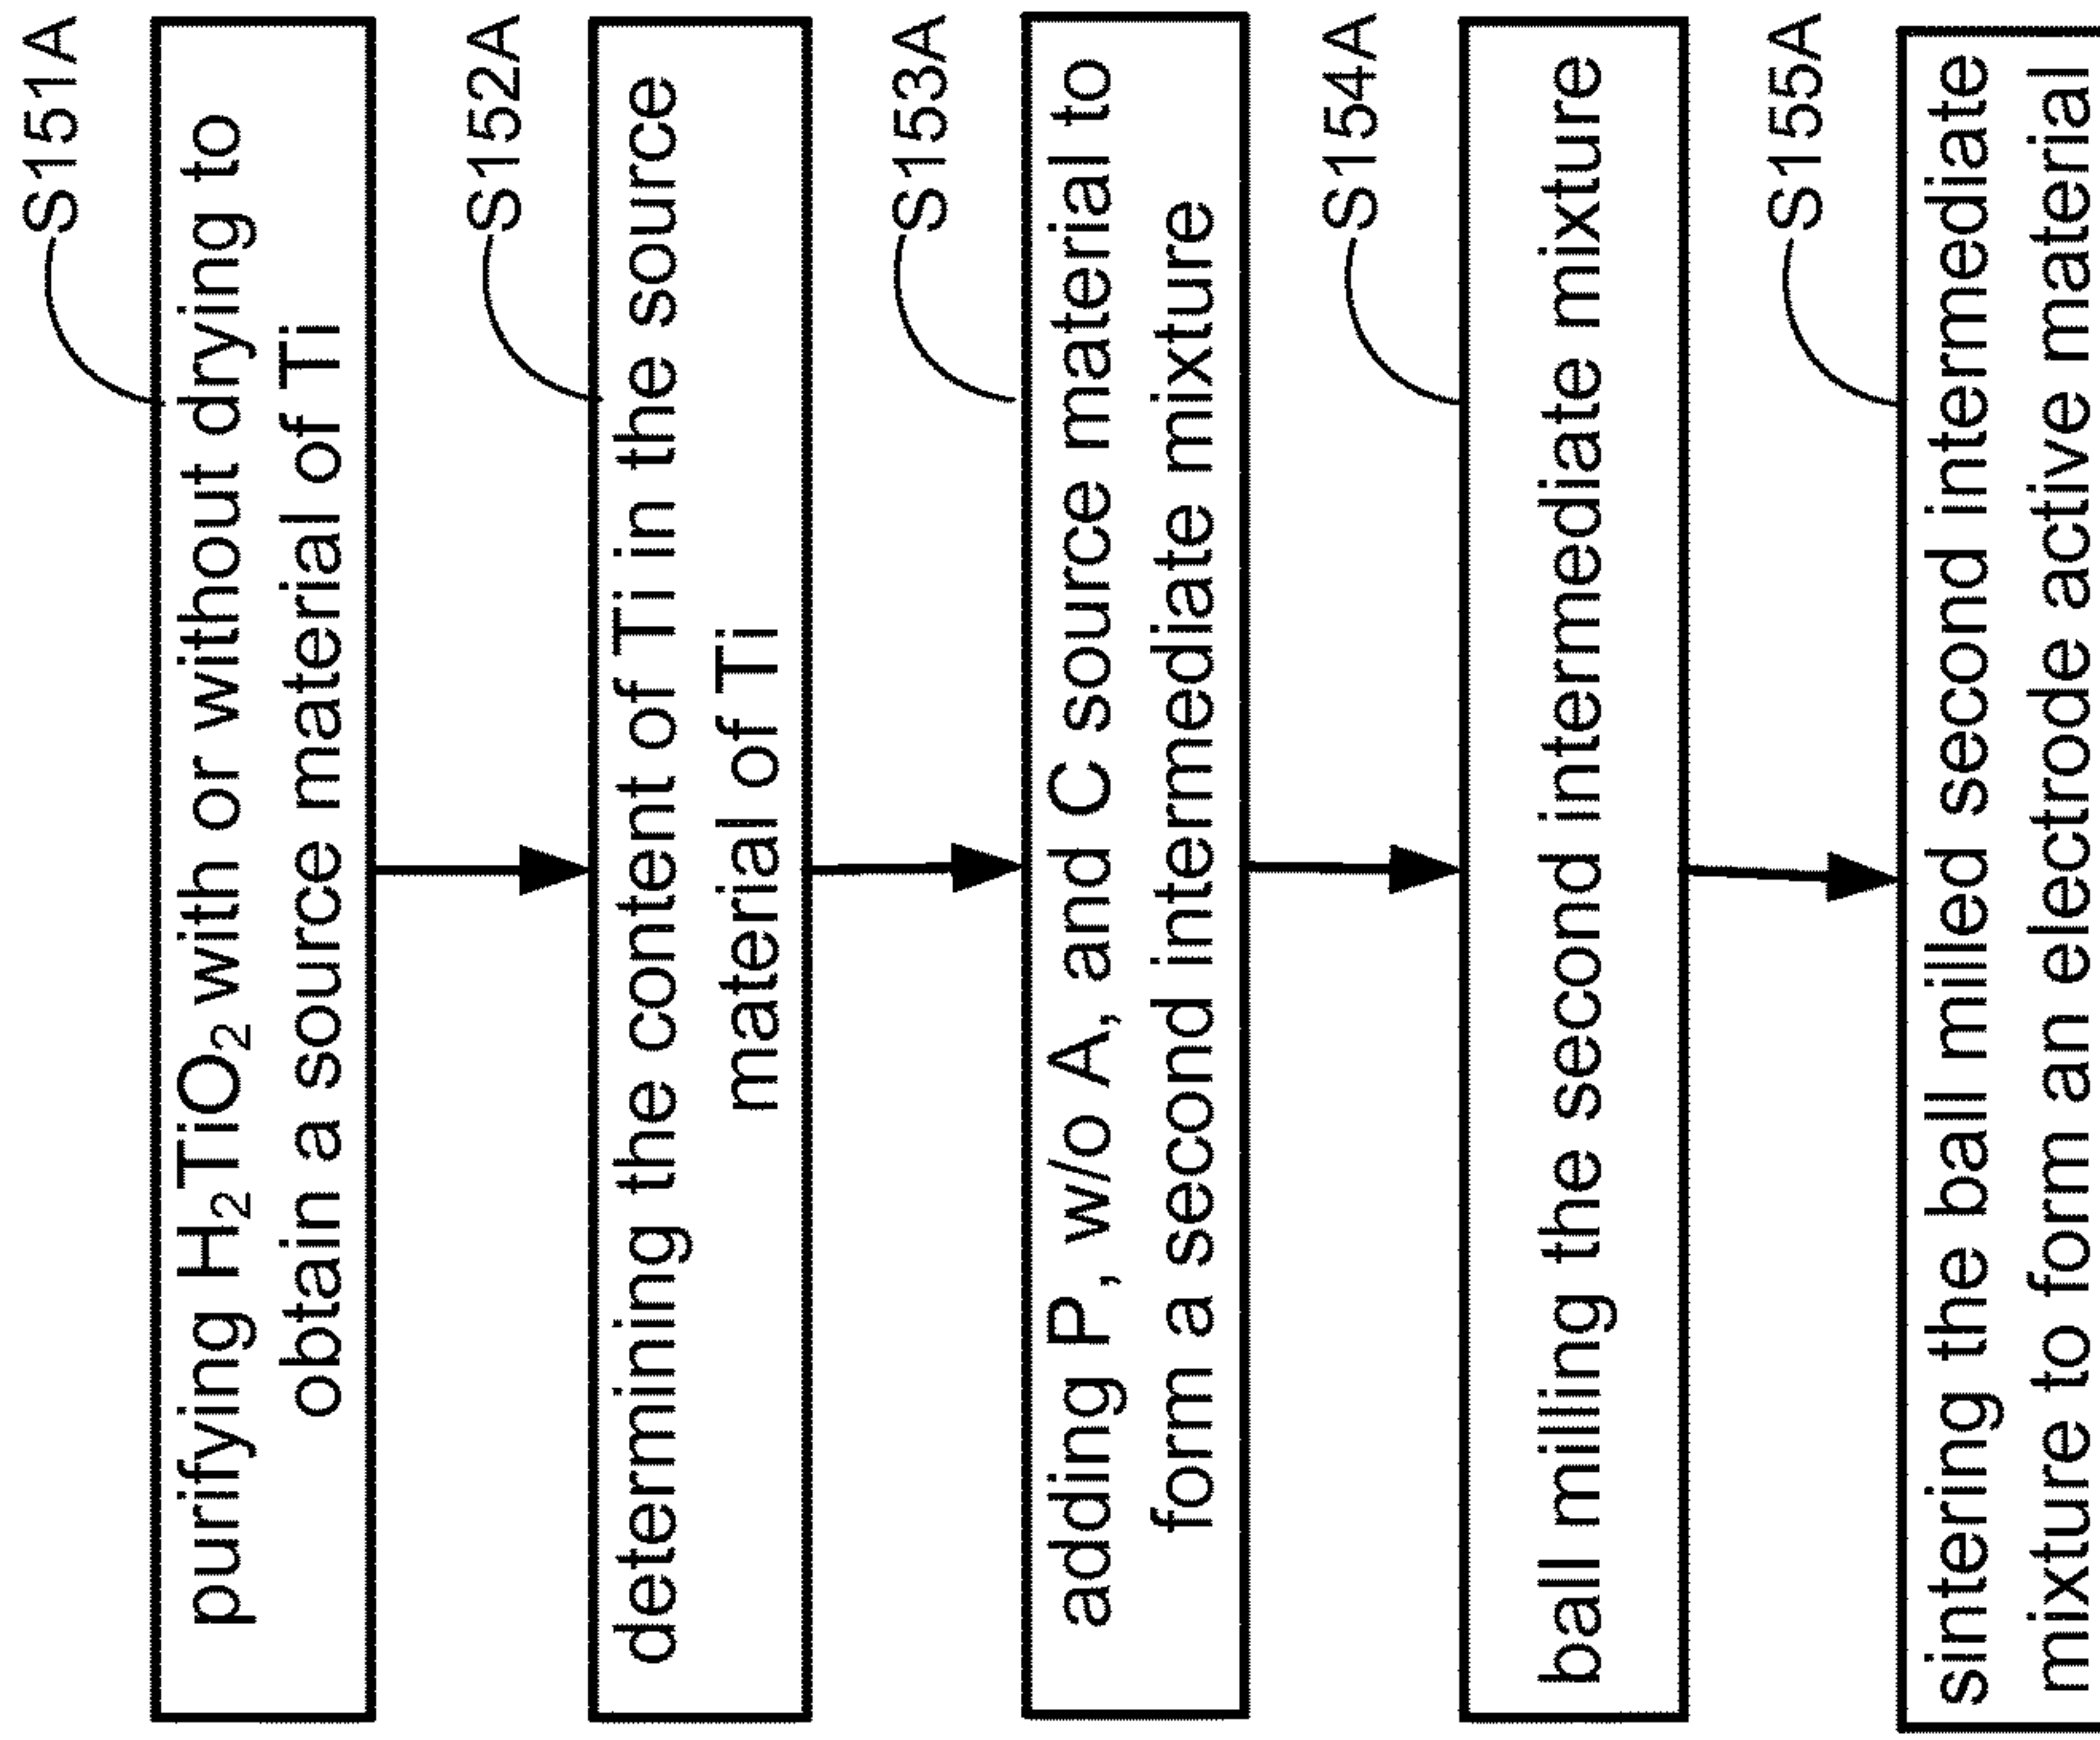 S151A
purifying H₂TiO₂ with or without drying to
obtain a source material of Ti
S152A
determining the content of Ti in the source
material of Ti
S153A
adding P, w/o A, and C source material to
form a second intermediate mixture
S154A
ball milling the second intermediate mixture
S155A
sintering the ball milled second intermediate
mixture to form an electrode active material